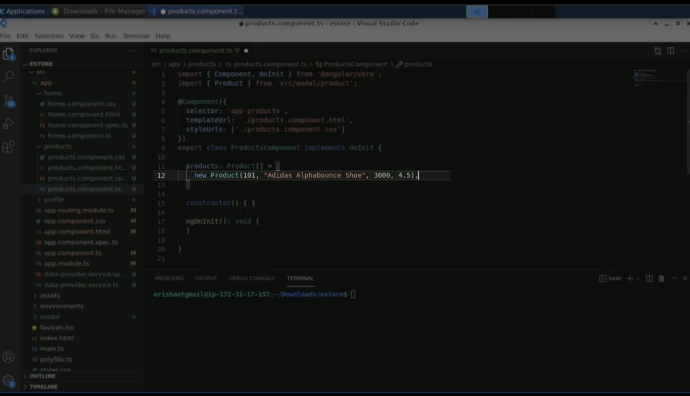 Applications : Downloads - File Manager products.component.t...
products.component.ts - estore - Visual Studio Code
File Edit Selection View Go Run Terminal Help
EXPLORER
ESTORE
src
app
home
home.component.css U
home.component.html U
home.component.spec.ts U
home.component.ts U
products
products.component.css U
products.component.ht... U
products.component.sp... U
products.component.ts U
profile
app-routing.module.ts U
app.component.css U
app.component.html M
app.component.spec.ts
app.component.ts M
app.module.ts M
data-provider.service.sp... U
data-provider.service.ts U
assets
environments
modal
favicon.ico
index.html
main.ts
polyfills.ts
styles.css
OUTLINE
TIMELINE
products.component.ts U
src > app > products > products.component.ts > ProductsComponent > products
1 import { Component, OnInit } from '@angular/core';
2 import { Product } from 'src/modal/product';
3
4 @Component({
5 selector: 'app-products',
6 templateUrl: './products.component.html',
7 styleUrls: ['./products.component.css']
8 })
9 export class ProductsComponent implements OnInit {
10
11 products: Product[] = [
12 new Product(101, "Adidas Alphabounce Shoe", 3000, 4.5),
13 ]
14
15 constructor() { }
16
17 ngOnInit(): void {
18 }
19
20 }
21
PROBLEMS OUTPUT DEBUG CONSOLE TERMINAL
bash
erishantgmail@ip-172-31-17-157:~/Downloads/estore$